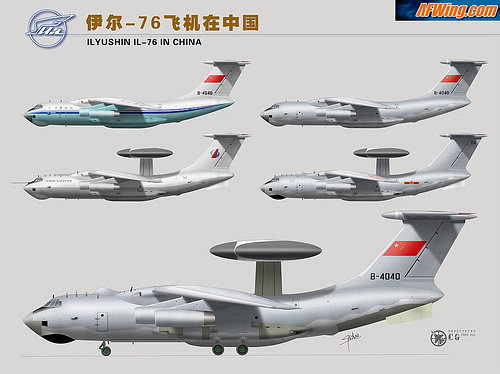 伊尔-76飞机在中国
ILYUSHIN IL-76 IN CHINA
AFWing.com
B-4040
B-4040
B-4040
CG